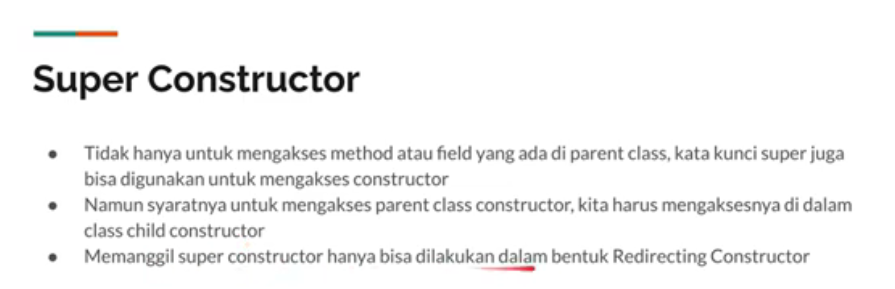 Super Constructor
● Tidak hanya untuk mengakses method atau field yang ada di parent class, kata kunci super juga
bisa digunakan untuk mengakses constructor
● Namun syaratnya untuk mengakses parent class constructor, kita harus mengaksesnya di dalam
class child constructor
● Memanggil super constructor hanya bisa dilakukan dalam bentuk Redirecting Constructor